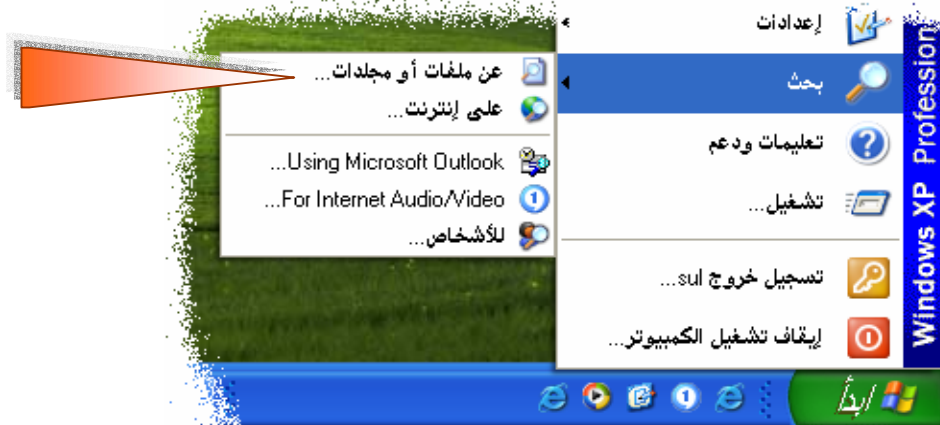 إعدادات
بحث
تعليمات ودعم
تشغيل...
تسجيل خروج sul...
إيقاف تشغيل الكمبيوتر...
عن ملفات أو مجلدات...
على إنترنت...
Using Microsoft Outlook...
For Internet Audio/Video...
للأشخاص...
Windows XP Profession
ابدأ